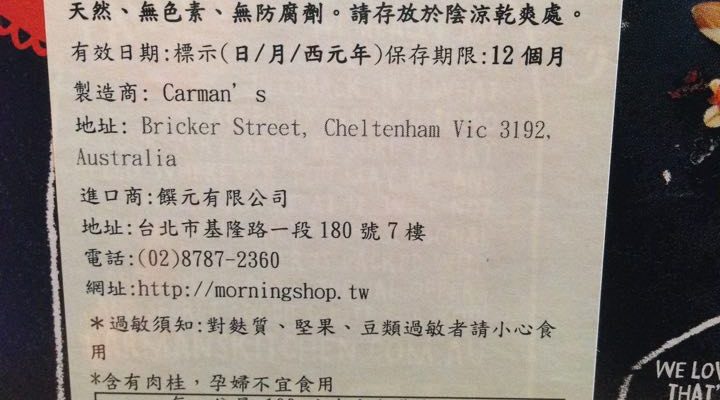 天然、無色素、無防腐劑。請存放於陰涼乾爽處。
有效日期:標示(日/月/西元年)保存期限:12個月
製造商: Carman's
地址: Bricker Street, Cheltenham Vic 3192,
Australia
進口商:饌元有限公司
地址:台北市基隆路一段180號7樓
電話:(02)8787-2360
網址:http://morningshop.tw
*過敏須知:對麩質、堅果、豆類過敏者請小心食
用
*含有肉桂，孕婦不宜食用
WE LOV
THAT'